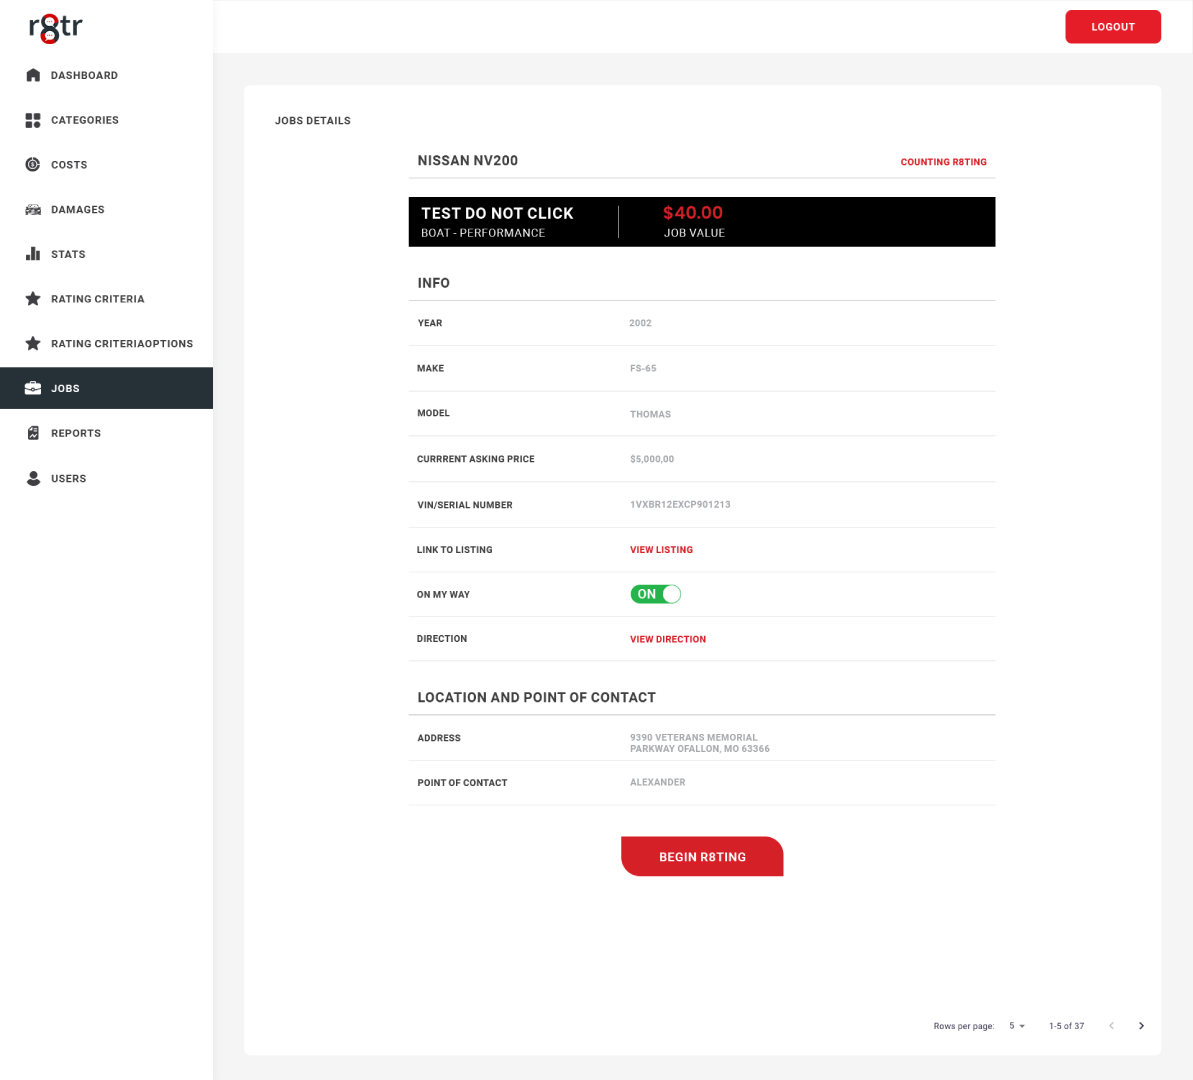 r8tr
LOGOUT
DASHBOARD
CATEGORIES
COSTS
DAMAGES
STATS
RATING CRITERIA
RATING CRITERIAOPTIONS
JOBS
REPORTS
USERS
JOBS DETAILS
NISSAN NV200
COUNTING R8TING
TEST DO NOT CLICK
BOAT - PERFORMANCE
$40.00
JOB VALUE
INFO
YEAR 2002
MAKE FS-65
MODEL THOMAS
CURRRENT ASKING PRICE $5,000,00
VIN/SERIAL NUMBER 1VXBR12EXCP901213
LINK TO LISTING VIEW LISTING
ON MY WAY ON
DIRECTION VIEW DIRECTION
LOCATION AND POINT OF CONTACT
ADDRESS 9390 VETERANS MEMORIAL
PARKWAY OFALLON, MO 63366
POINT OF CONTACT ALEXANDER
BEGIN R8TING
Rows per page: 5 1-5 of 37